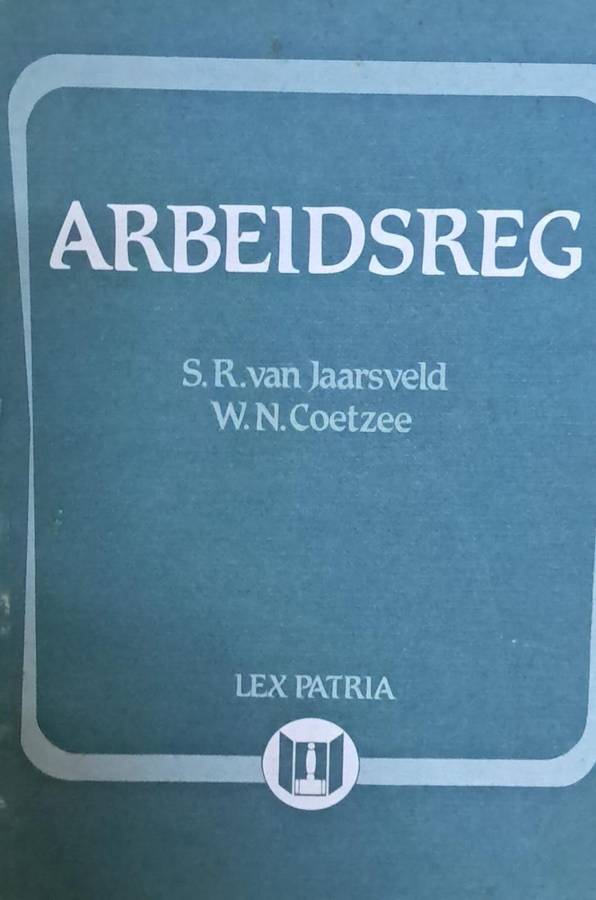 ARBEIDSREG
S. R. van Jaarsveld
W. N. Coetzee
LEX PATRIA